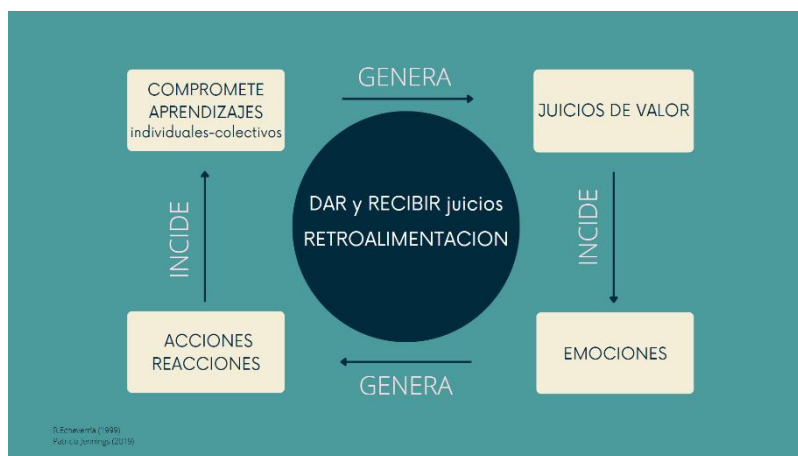 GENERA
COMPROMETE
APRENDIZAJES
individuales-colectivos
JUICIOS DE VALOR
DAR y RECIBIR juicios
RETROALIMENTACION
INCIDE
INCIDE
ACCIONES
REACCIONES
EMOCIONES
GENERA
R.Echeverría (1999)
Patricia Jennings (2019)